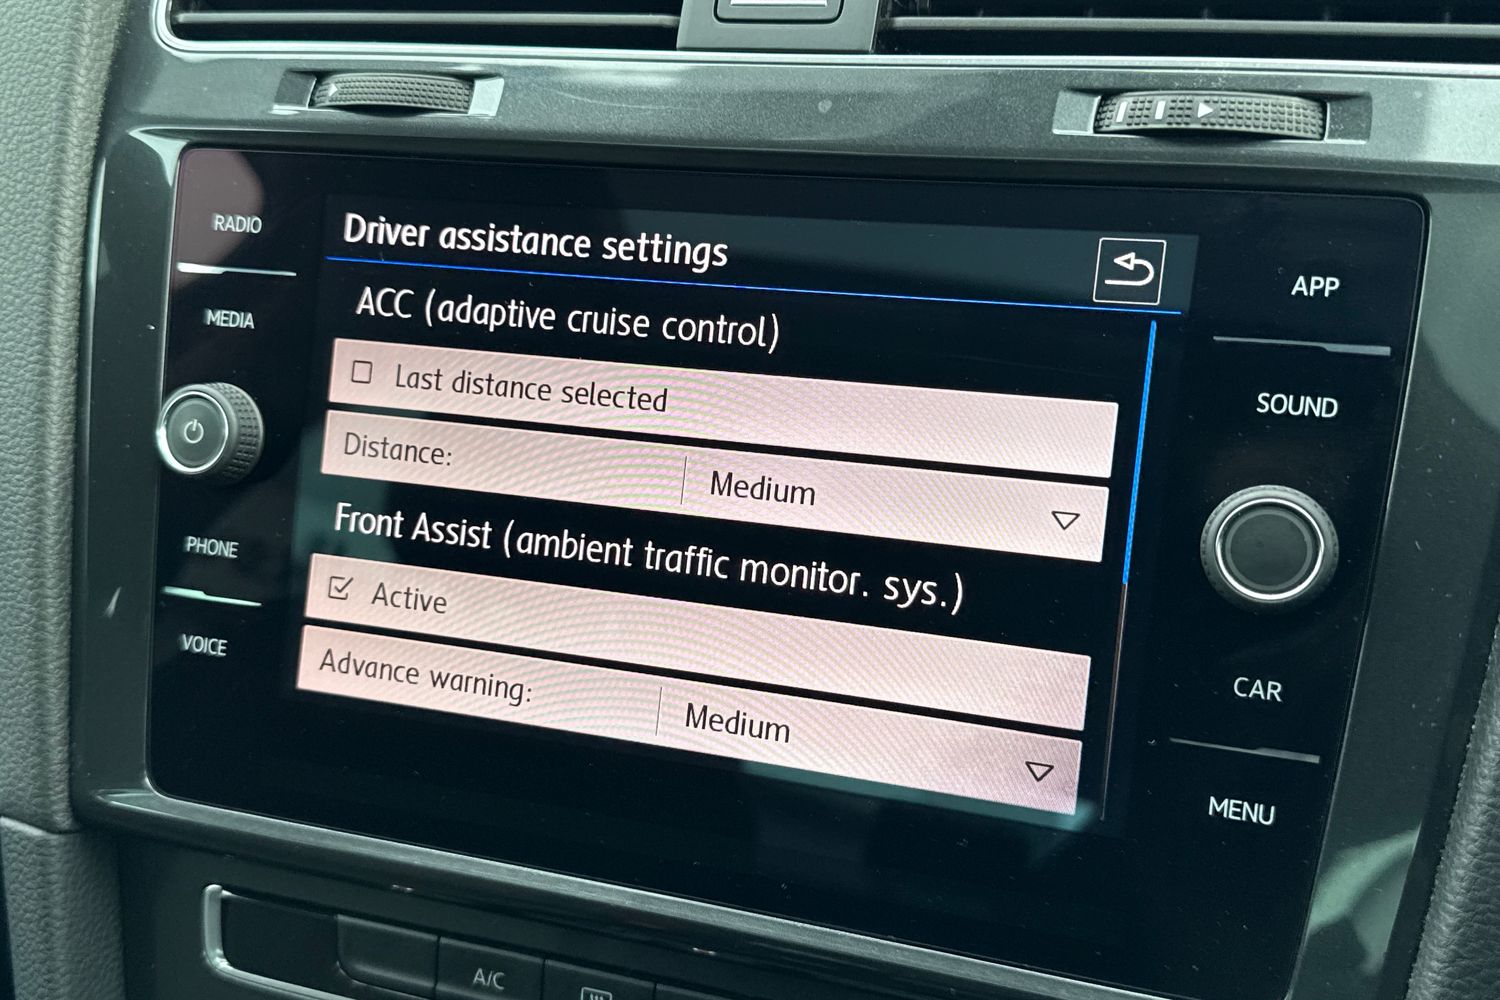 RADIO
MEDIA
PHONE
VOICE
Driver assistance settings
ACC (adaptive cruise control)
Last distance selected
Distance: Medium
Front Assist (ambient traffic monitor. sys.)
Active
Advance warning: Medium
APP
SOUND
CAR
MENU
A/C